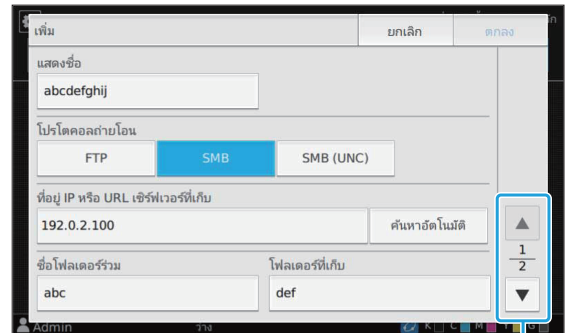 เพิ่ม
ยกเลิก
ตกลง
แสดงชื่อ
abcdefghij
โปรโตคอลถ่ายโอน
FTP
SMB
SMB (UNC)
ที่อยู่ IP หรือ URL เซิร์ฟเวอร์ที่เก็บ
192.0.2.100
ค้นหาอัตโนมัติ
1
2
ชื่อโฟลเดอร์ร่วม
โฟลเดอร์ที่เก็บ
abc
def
Admin
ว่าง
K
C
M
Y
G